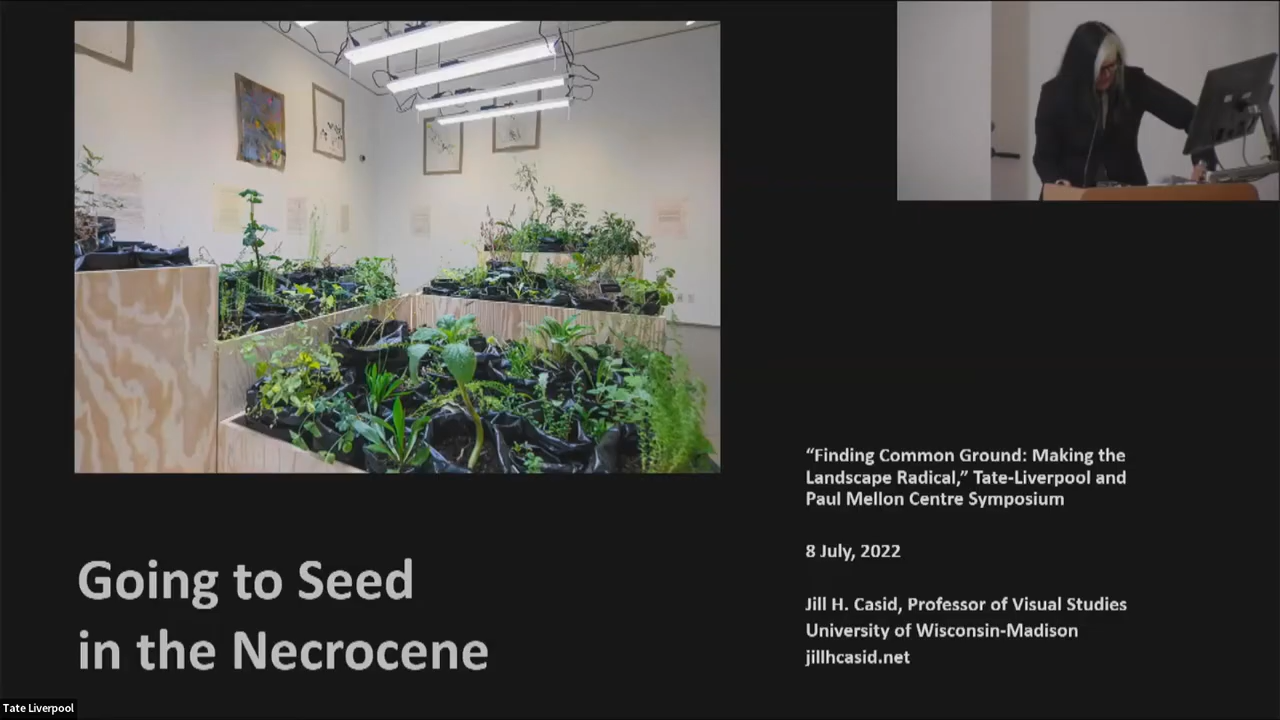 Going to Seed
in the Necrocene
“Finding Common Ground: Making the
Landscape Radical,” Tate-Liverpool and
Paul Mellon Centre Symposium
8 July, 2022
Jill H. Casid, Professor of Visual Studies
University of Wisconsin-Madison
jillhcasid.net
Tate Liverpool